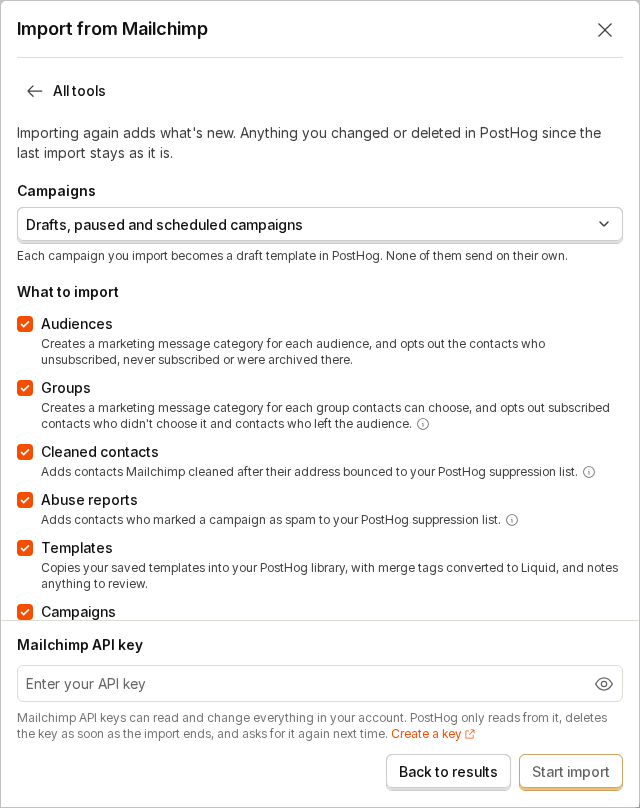 Import from Mailchimp
All tools
Importing again adds what's new. Anything you changed or deleted in PostHog since the
last import stays as it is.
Campaigns
Drafts, paused and scheduled campaigns
Each campaign you import becomes a draft template in PostHog. None of them send on their own.
What to import
Audiences
Creates a marketing message category for each audience, and opts out the contacts who
unsubscribed, never subscribed or were archived there.
Groups
Creates a marketing message category for each group contacts can choose, and opts out subscribed
contacts who didn't choose it and contacts who left the audience.
Cleaned contacts
Adds contacts Mailchimp cleaned after their address bounced to your PostHog suppression list.
Abuse reports
Adds contacts who marked a campaign as spam to your PostHog suppression list.
Templates
Copies your saved templates into your PostHog library, with merge tags converted to Liquid, and notes
anything to review.
Campaigns
Mailchimp API key
Enter your API key
Mailchimp API keys can read and change everything in your account. PostHog only reads from it, deletes
the key as soon as the import ends, and asks for it again next time. Create a key
Back to results
Start import